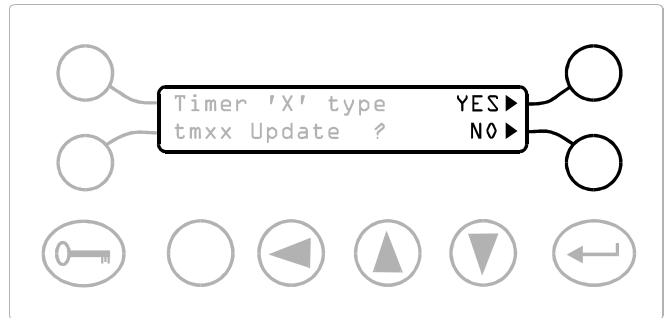 Timer 'X' type YES▶
tmxx Update ? NO▶